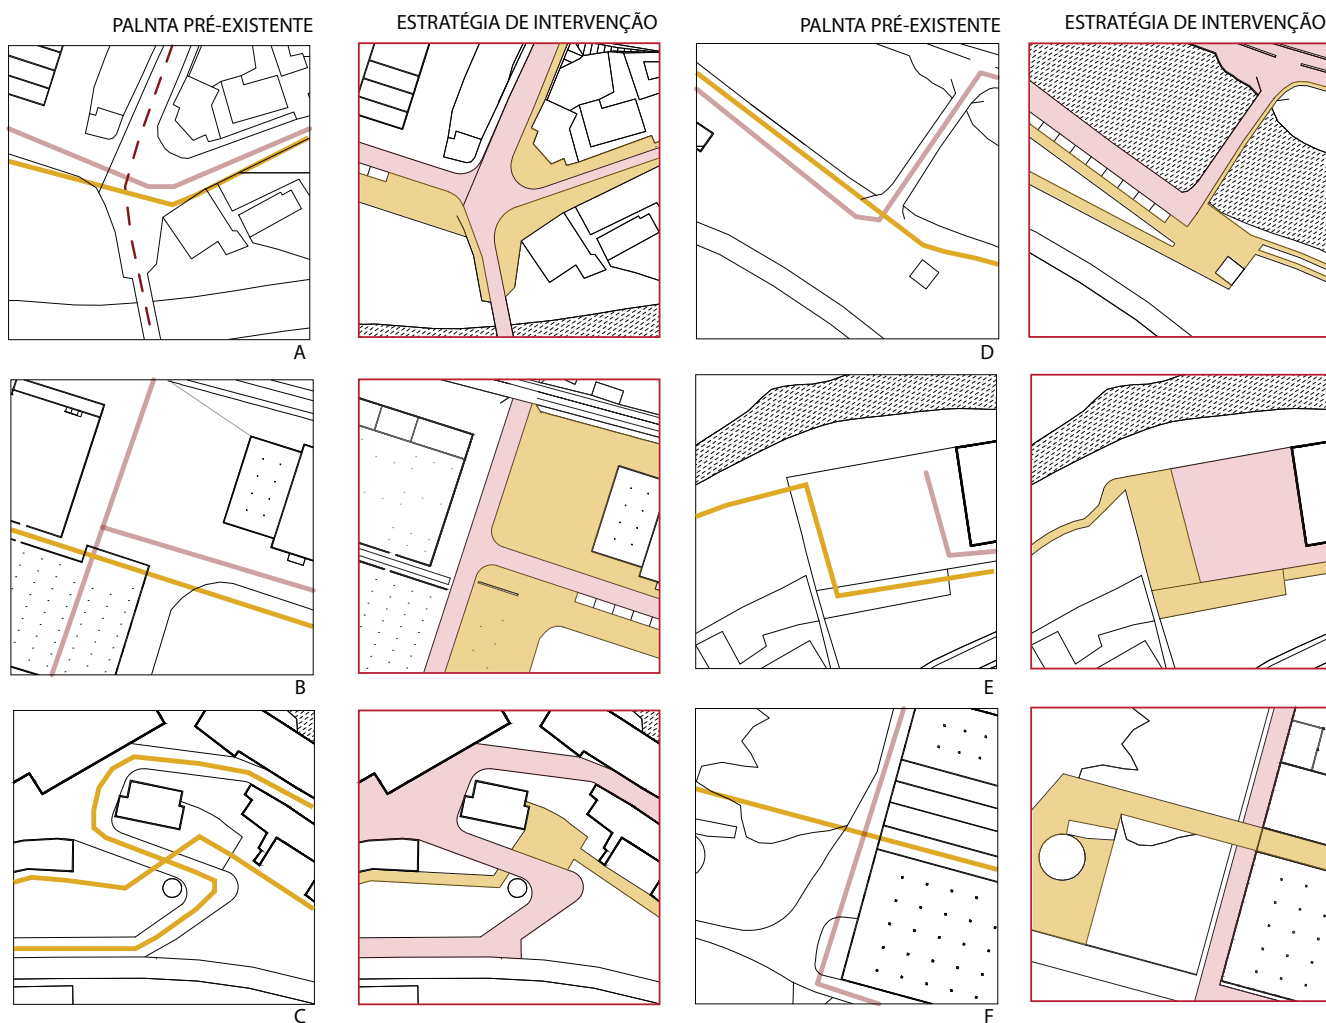 PALNTA PRÉ-EXISTENTE
ESTRATÉGIA DE INTERVENÇÃO
PALNTA PRÉ-EXISTENTE
ESTRATÉGIA DE INTERVENÇÃO
A
D
B
E
C
F